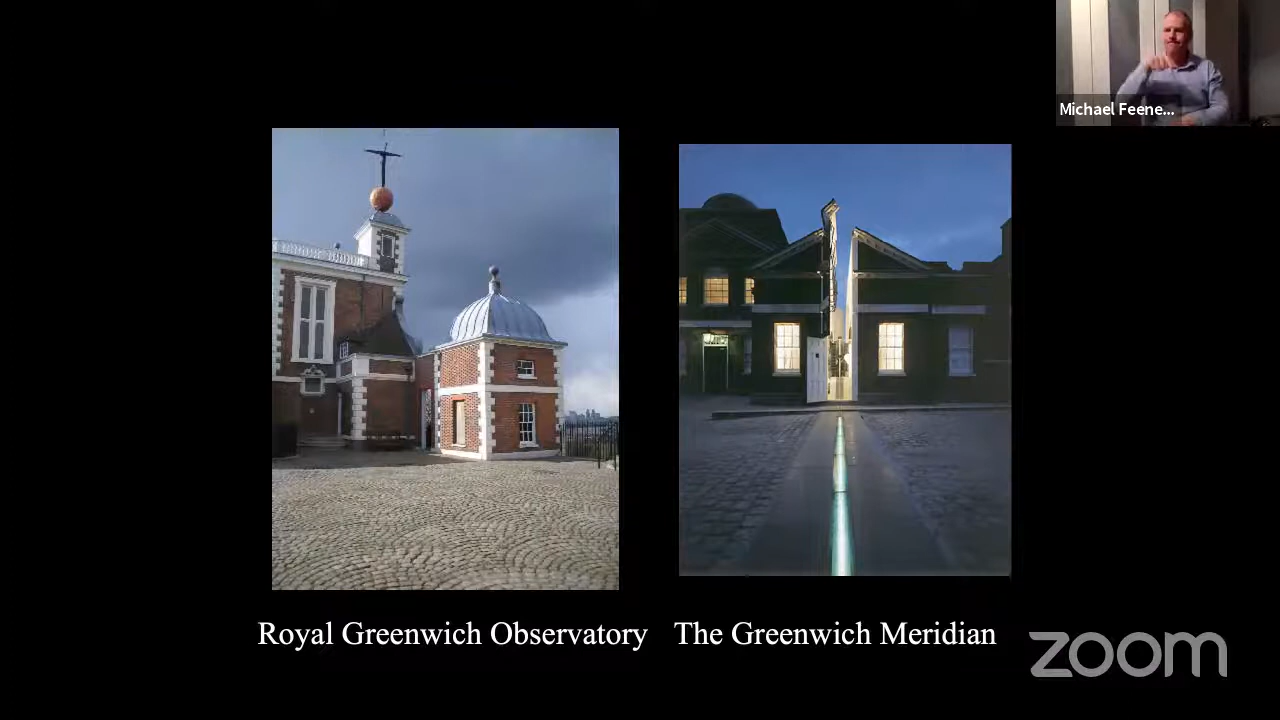 Michael Feene...
Royal Greenwich Observatory
The Greenwich Meridian
zoom